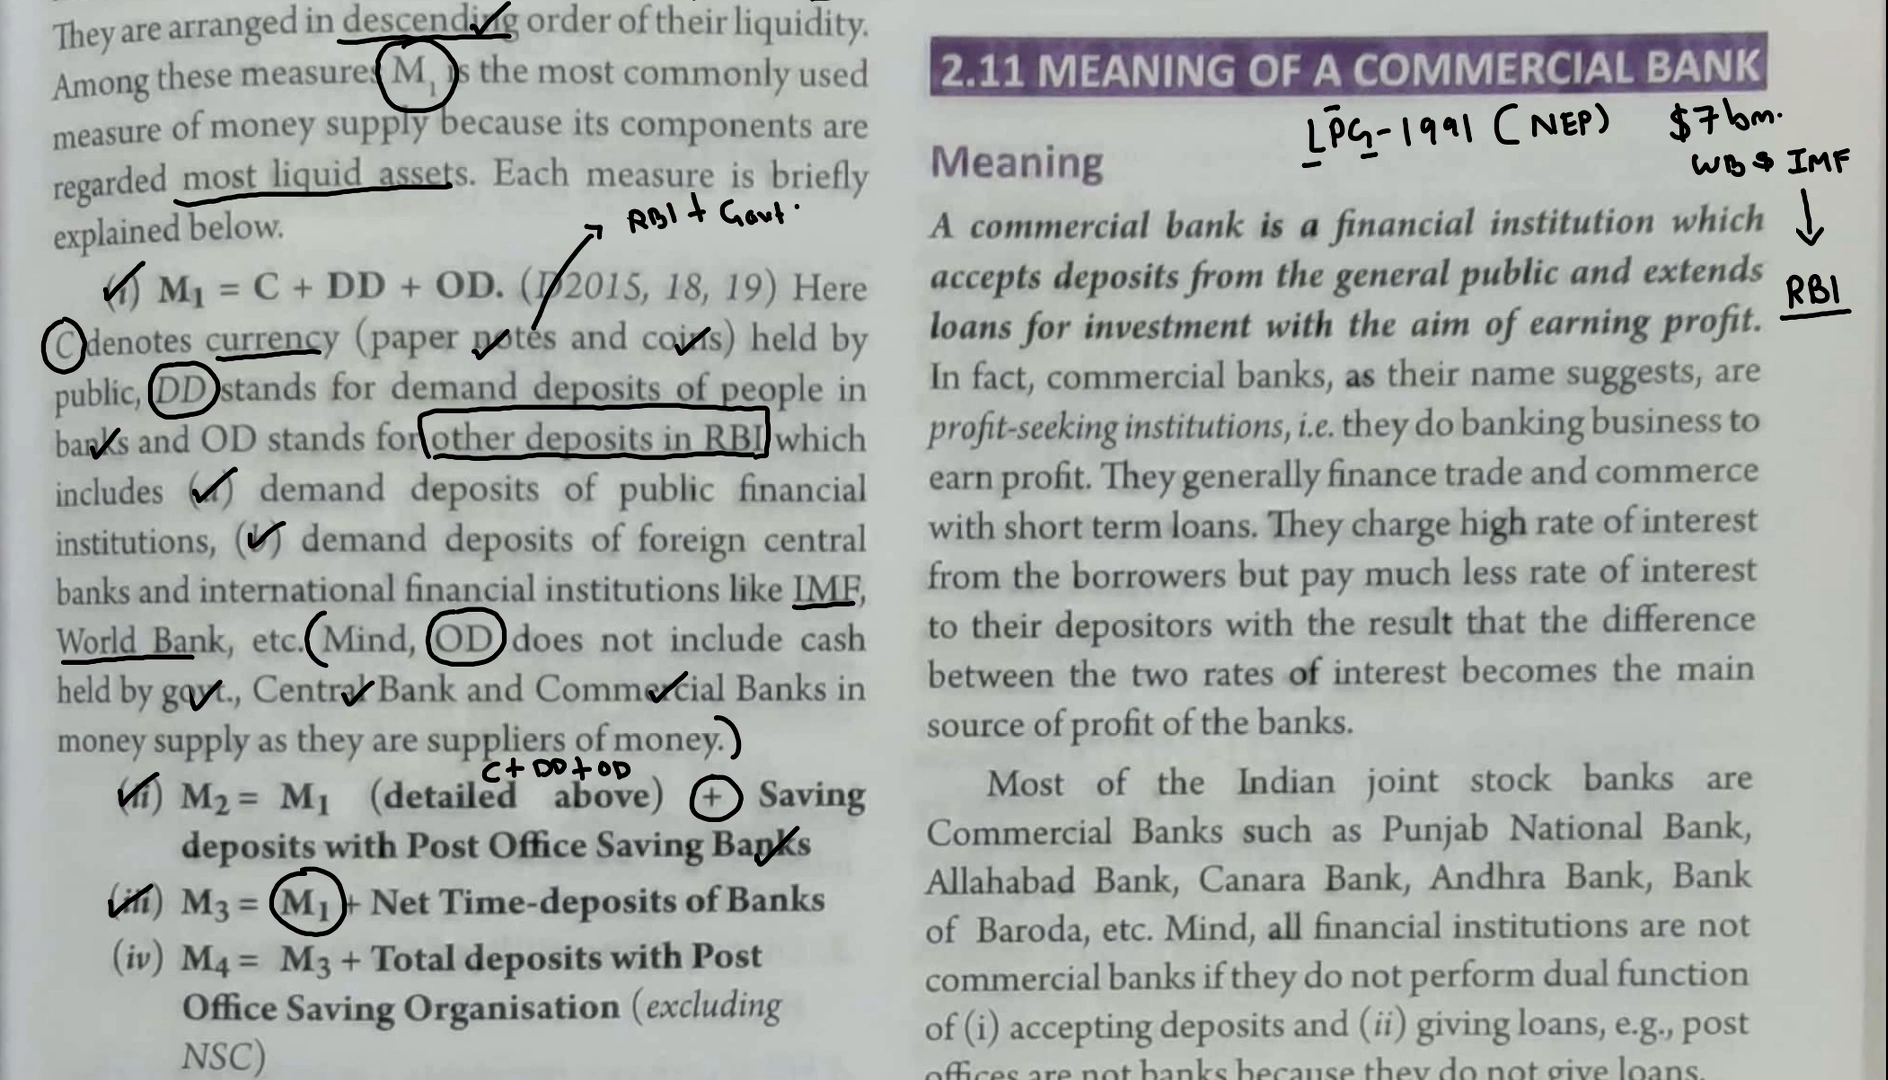 They are arranged in descending order of their liquidity.
Among these measures M1 is the most commonly used
measure of money supply because its components are
regarded most liquid assets. Each measure is briefly
explained below.
RBI + Govt.
(i) M1 = C + DD + OD. (D2015, 18, 19) Here
C denotes currency (paper notes and coins) held by
public, DD stands for demand deposits of people in
banks and OD stands for other deposits in RBI which
includes (a) demand deposits of public financial
institutions, (b) demand deposits of foreign central
banks and international financial institutions like IMF,
World Bank, etc. (Mind, OD does not include cash
held by govt., Central Bank and Commercial Banks in
money supply as they are suppliers of money.)
C + DD + OD
(ii) M2 = M1 (detailed above) + Saving
deposits with Post Office Saving Banks
(iii) M3 = M1 + Net Time-deposits of Banks
(iv) M4 = M3 + Total deposits with Post
Office Saving Organisation (excluding
NSC)
2.11 MEANING OF A COMMERCIAL BANK
LPG-1991 (NEP) $7bn.
WB $ IMF
RBI
Meaning
A commercial bank is a financial institution which
accepts deposits from the general public and extends
loans for investment with the aim of earning profit.
In fact, commercial banks, as their name suggests, are
profit-seeking institutions, i.e. they do banking business to
earn profit. They generally finance trade and commerce
with short term loans. They charge high rate of interest
from the borrowers but pay much less rate of interest
to their depositors with the result that the difference
between the two rates of interest becomes the main
source of profit of the banks.
Most of the Indian joint stock banks are
Commercial Banks such as Punjab National Bank,
Allahabad Bank, Canara Bank, Andhra Bank, Bank
of Baroda, etc. Mind, all financial institutions are not
commercial banks if they do not perform dual function
of (i) accepting deposits and (ii) giving loans, e.g., post
offices are not banks because they do not give loans.